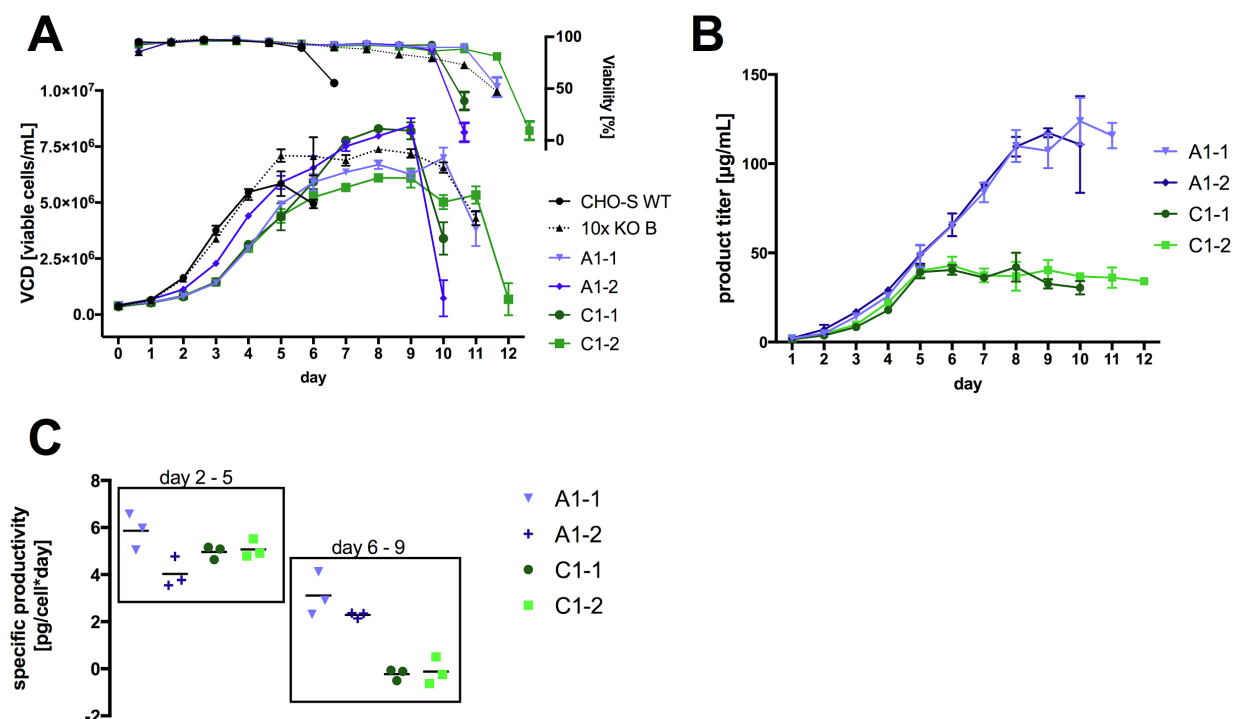 A
100
50
0
Viability [%]
1.0×10⁷
7.5×10⁶
5.0×10⁶
2.5×10⁶
0.0
VCD [viable cells/mL]
0 1 2 3 4 5 6 7 8 9 10 11 12
day
CHO-S WT
10x KO B
A1-1
A1-2
C1-1
C1-2
B
150
100
50
0
product titer [µg/mL]
1 2 3 4 5 6 7 8 9 10 11 12
day
A1-1
A1-2
C1-1
C1-2
C
8
6
4
2
0
-2
specific productivity
[pg/cell*day]
day 2 - 5
day 6 - 9
A1-1
A1-2
C1-1
C1-2